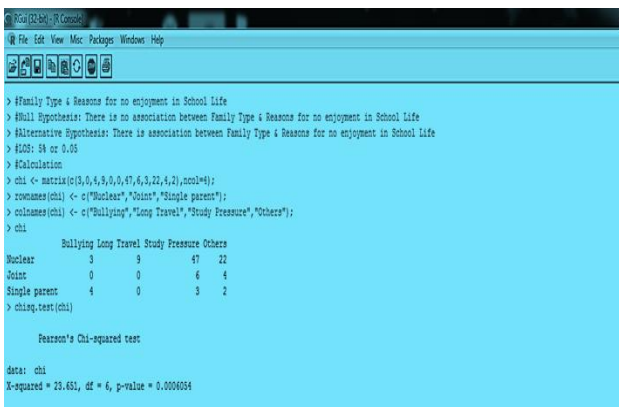 RGui (32-bit) - [R Console]
File Edit View Misc Packages Windows Help
> #Family Type & Reasons for no enjoyment in School Life
> #Null Hypothesis: There is no association between Family Type & Reasons for no enjoyment in School Life
> #Alternative Hypothesis: There is association between Family Type & Reasons for no enjoyment in School Life
> #LOS: 5% or 0.05
> #Calculation
> chi <- matrix(c(3,0,4,9,0,0,47,6,3,22,4,2),ncol=4);
> rownames(chi) <- c("Nuclear","Joint","Single parent");
> colnames(chi) <- c("Bullying","Long Travel","Study Pressure","Others");
> chi
Bullying Long Travel Study Pressure Others
Nuclear 3 9 47 22
Joint 0 0 6 4
Single parent 4 0 3 2
> chisq.test(chi)
Pearson's Chi-squared test
data: chi
X-squared = 23.651, df = 6, p-value = 0.0006054